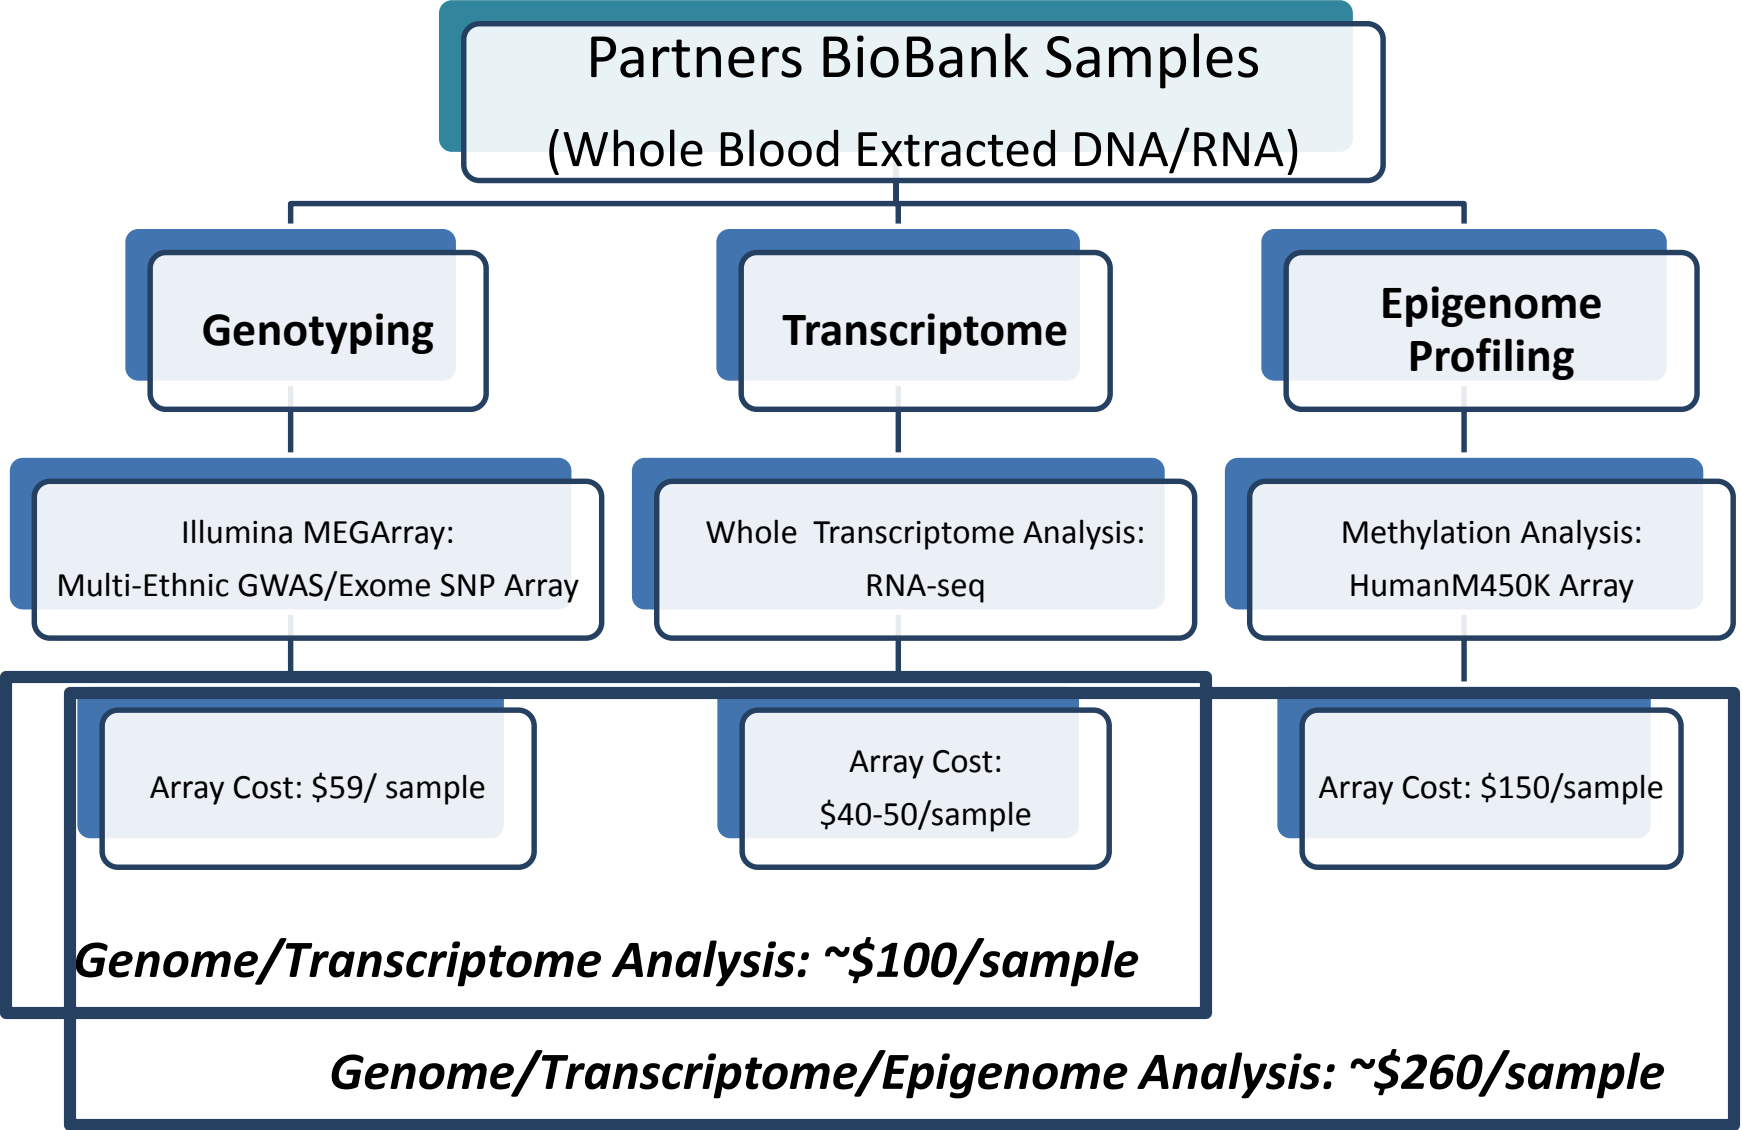 Partners BioBank Samples
(Whole Blood Extracted DNA/RNA)
Genotyping
Transcriptome
Epigenome
Profiling
Illumina MEGArray:
Multi-Ethnic GWAS/Exome SNP Array
Whole Transcriptome Analysis:
RNA-seq
Methylation Analysis:
HumanM450K Array
Array Cost: $59/ sample
Array Cost:
$40-50/sample
Array Cost: $150/sample
Genome/Transcriptome Analysis: ~$100/sample
Genome/Transcriptome/Epigenome Analysis: ~$260/sample